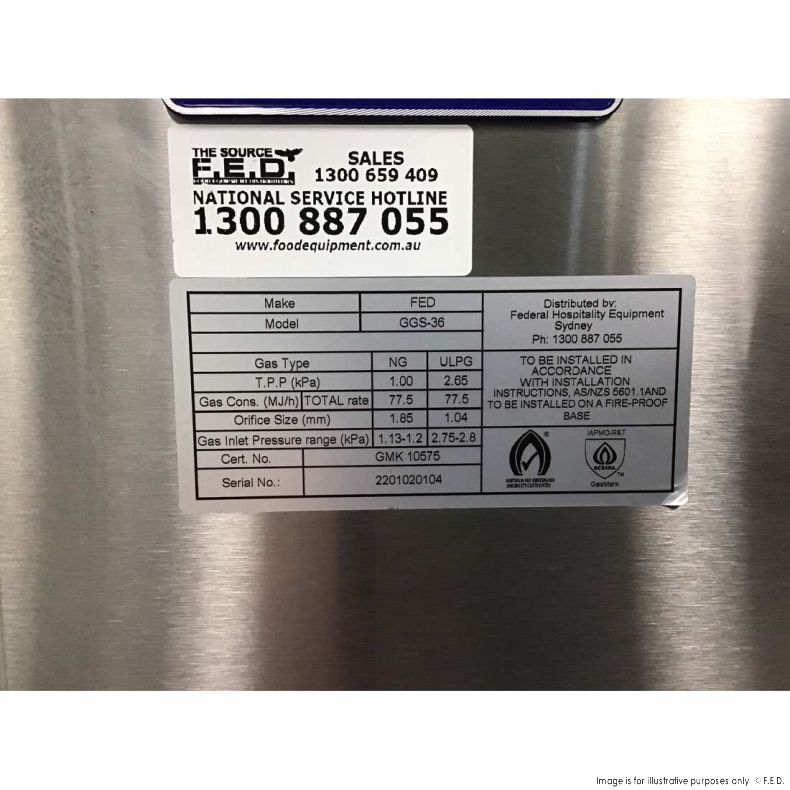 THE SOURCE
F.E.D.
FOOD EQUIPMENT DISTRIBUTORS
SALES
1300 659 409
NATIONAL SERVICE HOTLINE
1300 887 055
www.foodequipment.com.au
Make FED
Model GGS-36
Gas Type NG ULPG
T.P.P (kPa) 1.00 2.65
Gas Cons. (MJ/h) TOTAL rate 77.5 77.5
Orifice Size (mm) 1.85 1.04
Gas Inlet Pressure range (kPa) 1.13-1.2 2.75-2.8
Cert. No. GMK 10575
Serial No.: 2201020104
Distributed by:
Federal Hospitality Equipment
Sydney
Ph: 1300 887 055
TO BE INSTALLED IN
ACCORDANCE
WITH INSTALLATION
INSTRUCTIONS, AS/NZS 5601.1AND
TO BE INSTALLED ON A FIRE-PROOF
BASE
IAPMO-R&T
OCEANA
TM
GasMark
Image is for illustrative purposes only © F.E.D.